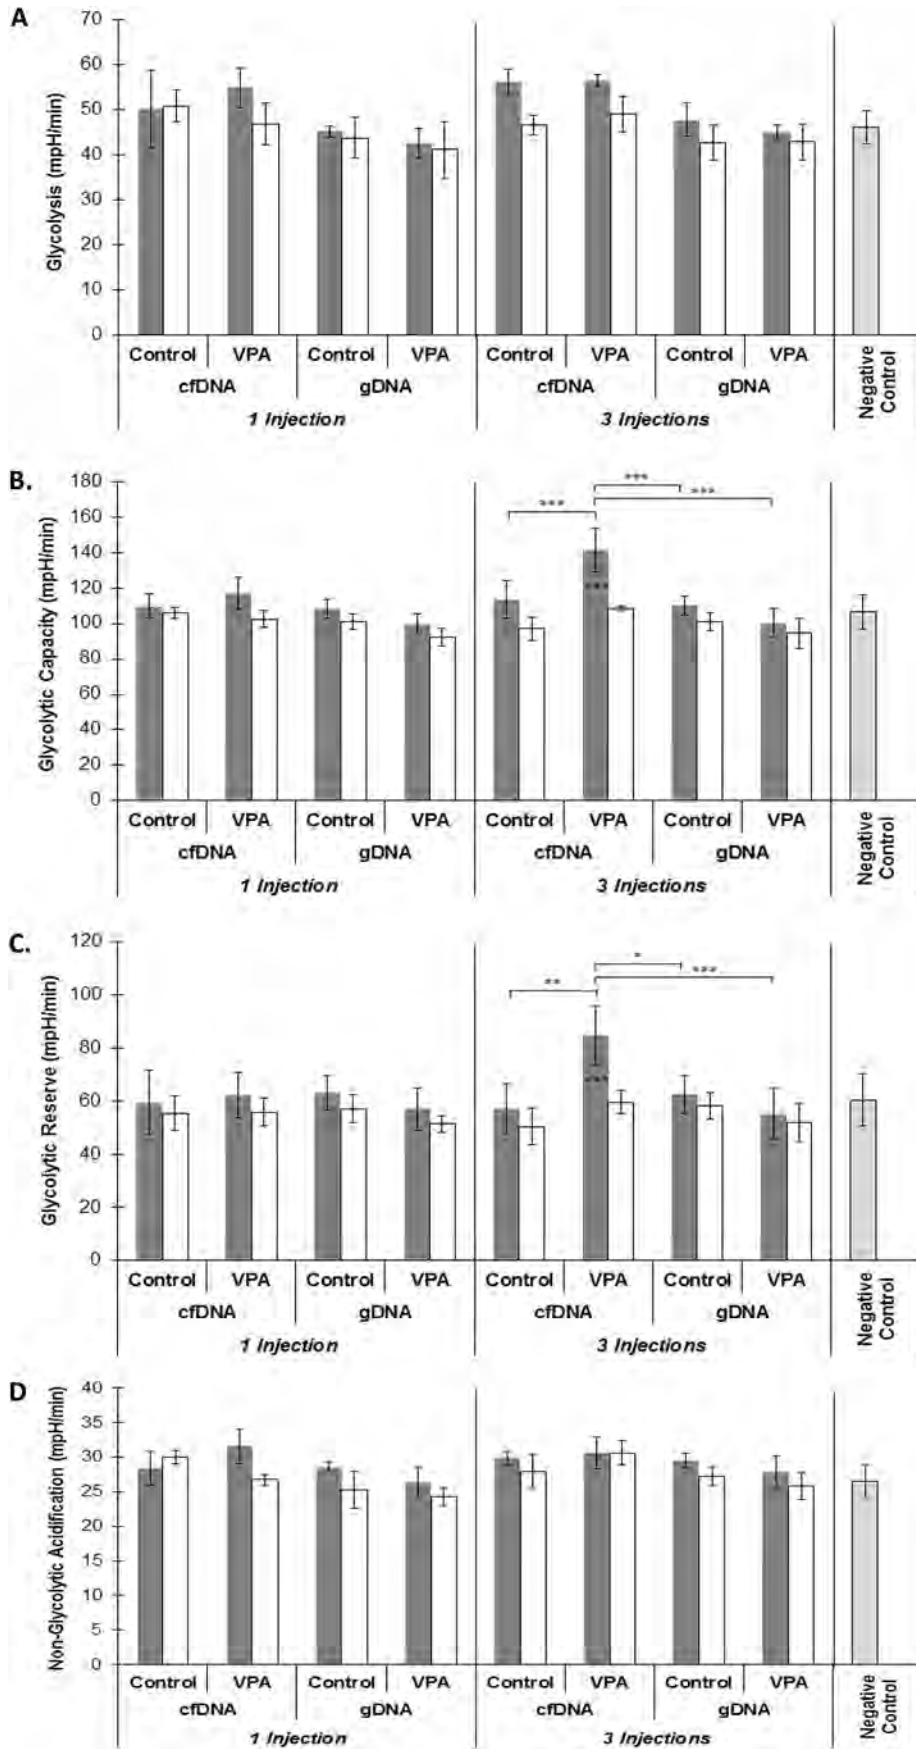 A
Glycolysis (mpH/min)
70
60
50
40
30
20
10
0
Control VPA Control VPA Control VPA Control VPA
cfDNA gDNA cfDNA gDNA
1 Injection 3 Injections
Negative
Control
B.
Glycolytic Capacity (mpH/min)
180
160
140
120
100
80
60
40
20
0
***
***
***
***
Control VPA Control VPA Control VPA Control VPA
cfDNA gDNA cfDNA gDNA
1 Injection 3 Injections
Negative
Control
C.
Glycolytic Reserve (mpH/min)
120
100
80
60
40
20
0
*
***
**
***
Control VPA Control VPA Control VPA Control VPA
cfDNA gDNA cfDNA gDNA
1 Injection 3 Injections
Negative
Control
D
Non-Glycolytic Acidification (mpH/min)
40
35
30
25
20
15
10
5
0
Control VPA Control VPA Control VPA Control VPA
cfDNA gDNA cfDNA gDNA
1 Injection 3 Injections
Negative
Control